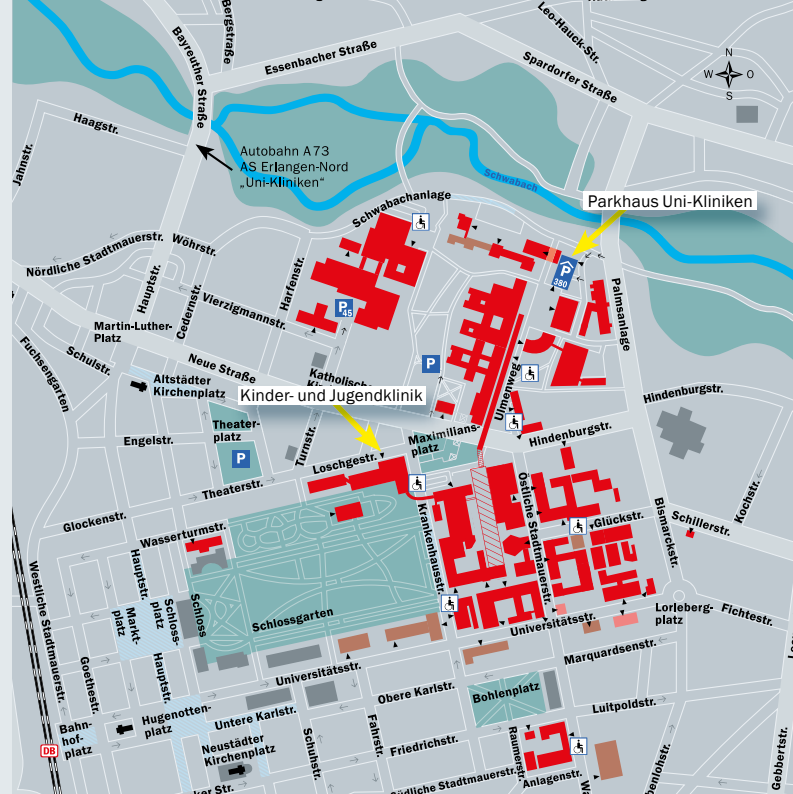 Bayreuther Straße
Bergstraße
Essenbacher Straße
Leo-Hauck-Str.
Spardorfer Straße
N
W
O
S
Haagstr.
Jahnstr.
Autobahn A 73
AS Erlangen-Nord
„Uni-Kliniken“
Schwabach
Schwabachanlage
Parkhaus Uni-Kliniken
P
380
Nördliche Stadtmauerstr.
Wöhrstr.
Hauptstr.
Cedernstr.
Vierzigmannstr.
Harfenstr.
P
45
Palmsanlage
Martin-Luther-
Platz
Fuchsengarten
Schulstr.
Neue Straße
Altstädter
Kirchenplatz
Katholischer
P
Ulmenweg
Kinder- und Jugendklinik
Hindenburgstr.
Theater-
platz
P
Engelstr.
Turnstr.
Loschgestr.
Maximilians-
platz
Hindenburgstr.
Theaterstr.
Glockenstr.
Wasserturmstr.
Krankenhausstr.
Östliche Stadtmauerstr.
Glückstr.
Bismarckstr.
Schillerstr.
Kochstr.
Westliche Stadtmauerstr.
Hauptstr.
Schloss-
platz
Markt-
platz
Schloss
Schlossgarten
Universitätsstr.
Lorleberg-
platz
Fichtestr.
Goethestr.
Hauptstr.
Universitätsstr.
Marquardsenstr.
Obere Karlstr.
Bohlenplatz
Luitpoldstr.
Hugenotten-
platz
Untere Karlstr.
Bahn-
hof-
platz
DB
Neustädter
Kirchenplatz
Schuhstr.
Fahrstr.
Friedrichstr.
Raumerstr.
Anlagenstr.
Gebbertstr.